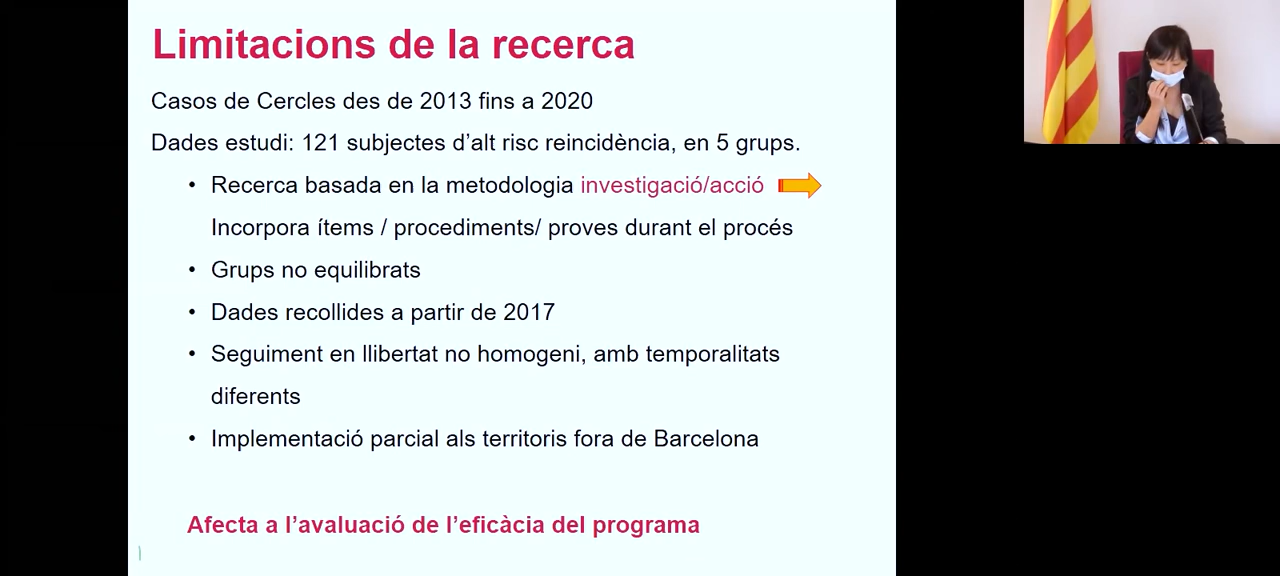 Limitacions de la recerca
Casos de Cercles des de 2013 fins a 2020
Dades estudi: 121 subjectes d’alt risc reincidència, en 5 grups.
• Recerca basada en la metodologia investigació/acció
Incorpora ítems / procediments/ proves durant el procés
• Grups no equilibrats
• Dades recollides a partir de 2017
• Seguiment en llibertat no homogeni, amb temporalitats
diferents
• Implementació parcial als territoris fora de Barcelona
Afecta a l’avaluació de l’eficàcia del programa